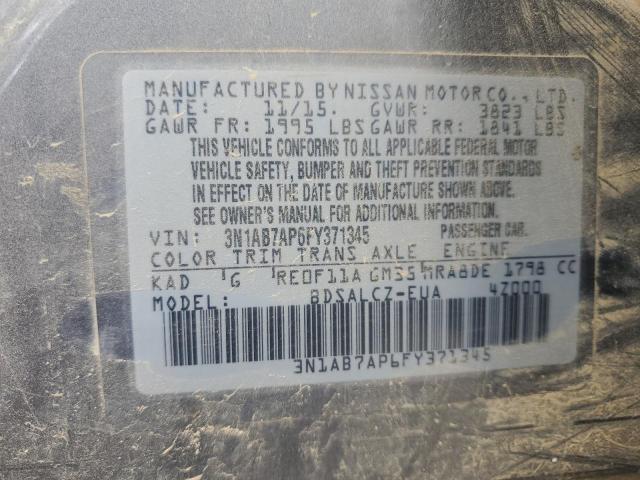 MANUFACTURED BY NISSAN MOTOR CO., LTD.
DATE: 11/15. GVWR: 3823 LBS
GAWR FR: 1995 LBS GAWR RR: 1841 LBS
THIS VEHICLE CONFORMS TO ALL APPLICABLE FEDERAL MOTOR
VEHICLE SAFETY, BUMPER AND THEFT PREVENTION STANDARDS
IN EFFECT ON THE DATE OF MANUFACTURE SHOWN ABOVE.
SEE OWNER'S MANUAL FOR ADDITIONAL INFORMATION.
VIN: 3N1AB7AP6FY371345 PASSENGER CAR.
COLOR TRIM TRANS AXLE ENGINE
KAD G RE0F11A GM35 MRA8DE 1798 CC
MODEL: BDSALCZ-EUA 4Z000
3N1AB7AP6FY371345